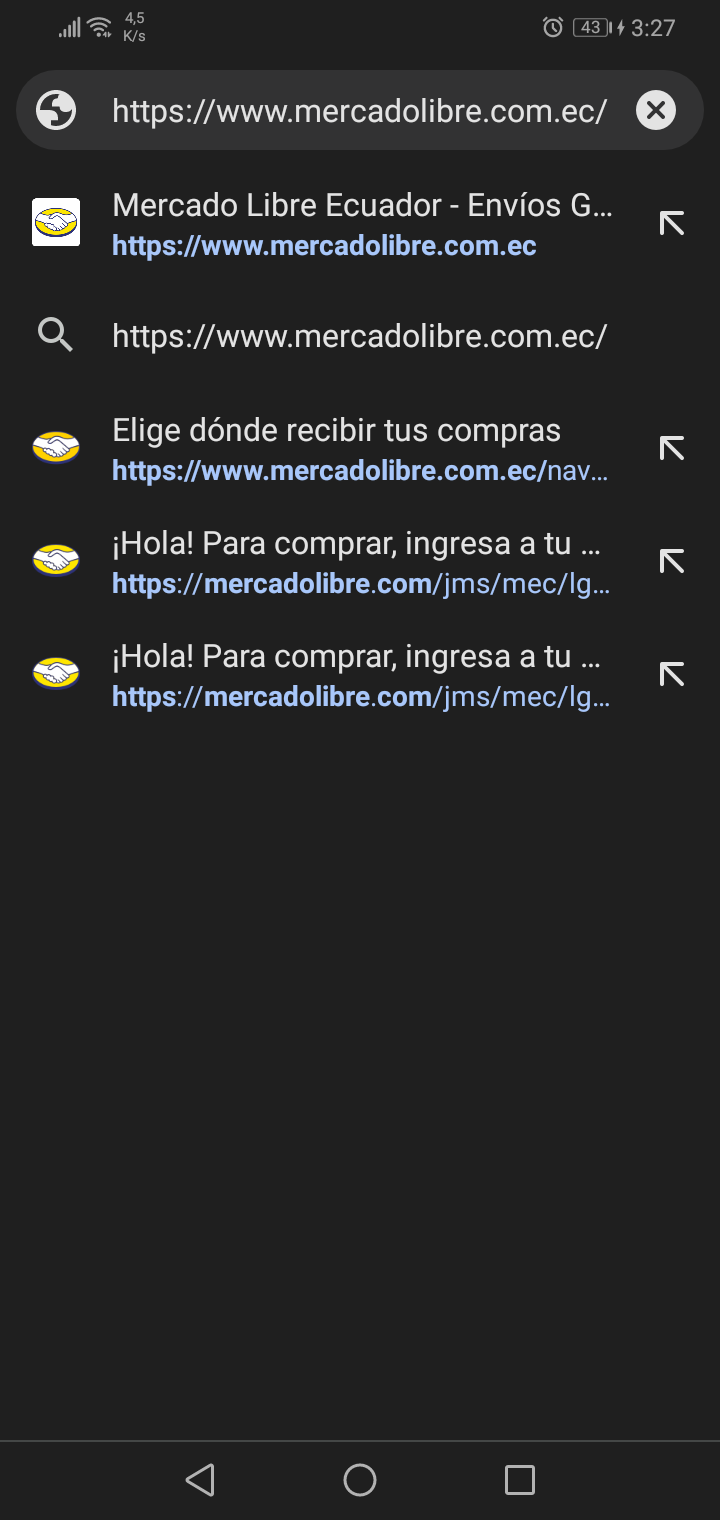 4,5
K/s
43
3:27
https://www.mercadolibre.com.ec/
Mercado Libre Ecuador - Envíos G...
https://www.mercadolibre.com.ec
https://www.mercadolibre.com.ec/
Elige dónde recibir tus compras
https://www.mercadolibre.com.ec/nav...
¡Hola! Para comprar, ingresa a tu ...
https://mercadolibre.com/jms/mec/lg...
¡Hola! Para comprar, ingresa a tu ...
https://mercadolibre.com/jms/mec/lg...